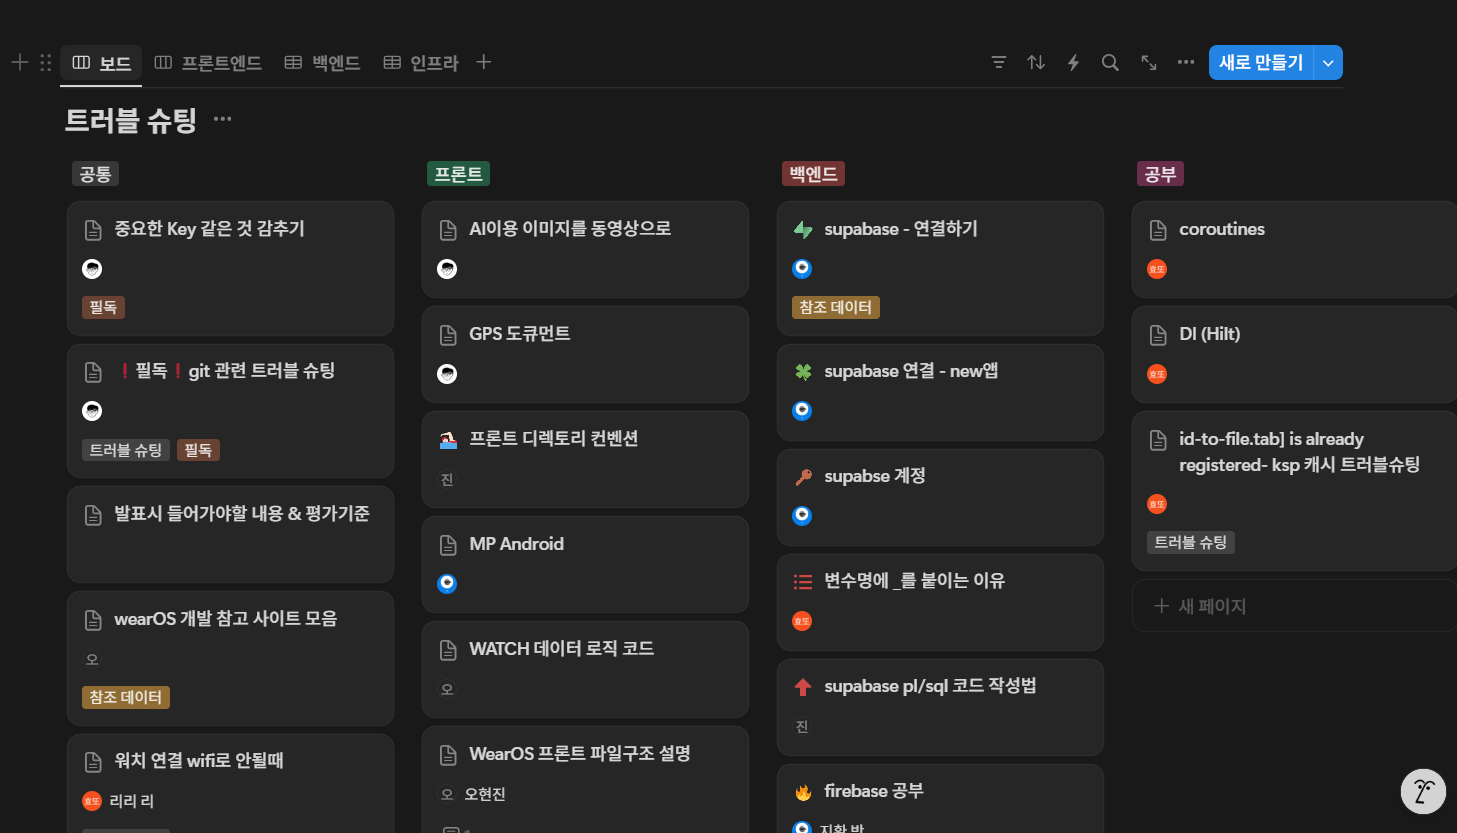 보드
프론트엔드
백엔드
인프라
새로 만들기
트러블 슈팅
공통
중요한 Key 같은 것 감추기
필독
❗필독❗git 관련 트러블 슈팅
트러블 슈팅 필독
발표시 들어가야할 내용 & 평가기준
wearOS 개발 참고 사이트 모음
오
참조 데이터
워치 연결 wifi로 안될때
효또 리리 리
프론트
AI이용 이미지를 동영상으로
GPS 도큐먼트
프론트 디렉토리 컨벤션
진
MP Android
WATCH 데이터 로직 코드
오
WearOS 프론트 파일구조 설명
오 오현진
백엔드
supabase - 연결하기
참조 데이터
supabase 연결 - new앱
supabse 계정
변수명에 _를 붙이는 이유
효또
supabase pl/sql 코드 작성법
진
firebase 공부
공부
coroutines
효또
DI (Hilt)
효또
id-to-file.tab] is already
registered- ksp 캐시 트러블슈팅
효또
트러블 슈팅
새 페이지